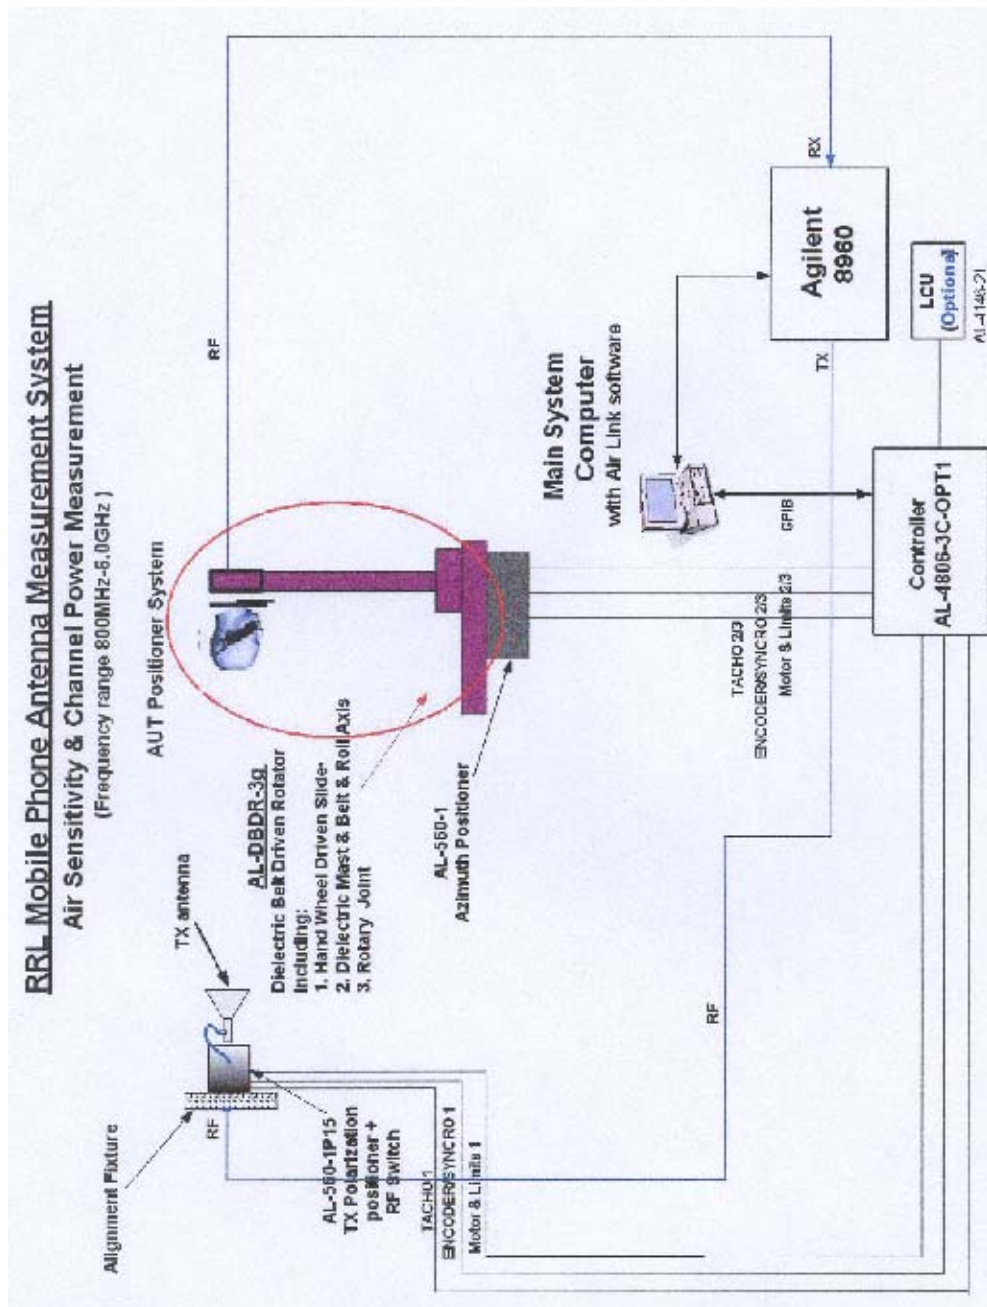 RRL Mobile Phone Antenna Measurement System
Air Sensitivity & Channel Power Measurement
(Frequency range 800MHz-6.0GHz )
Alignment Fixture
RF
TX antenna
AL-560-1P15
TX Polarization
positioner +
RF Switch
TACHO 1
ENCODER/SYNCRO 1
Motor & Limits 1
AUT Positioner System
AL-DBDR-3g
Dielectric Belt Driven Rotator
Including:
1. Hand Wheel Driven Slide-
2. Dielectric Mast & Belt & Roll Axis
3. Rotary Joint
AL-560-1
Azimuth Positioner
RF
RF
Main System
Computer
with Air Link software
TACHO 2/3
ENCODER/SYNCRO 2/3
Motor & Limits 2/3
GPIB
TX
RX
Agilent
8960
Controller
AL-4806-3C-OPT1
LCU
(Optional)